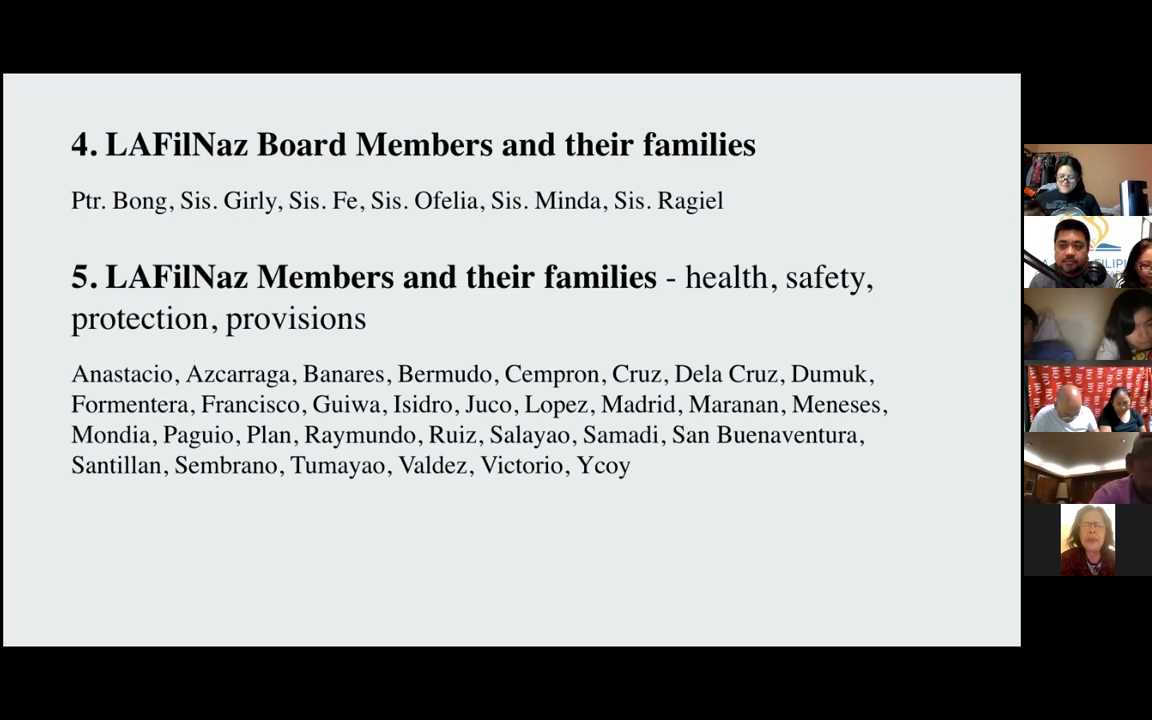 4. LAFilNaz Board Members and their families
Ptr. Bong, Sis. Girly, Sis. Fe, Sis. Ofelia, Sis. Minda, Sis. Ragiel
5. LAFilNaz Members and their families - health, safety,
protection, provisions
Anastacio, Azcarraga, Banares, Bermudo, Cempron, Cruz, Dela Cruz, Dumuk,
Formentera, Francisco, Guiwa, Isidro, Juco, Lopez, Madrid, Maranan, Meneses,
Mondia, Paguio, Plan, Raymundo, Ruiz, Salayao, Samadi, San Buenaventura,
Santillan, Sembrano, Tumayao, Valdez, Victorio, Ycoy